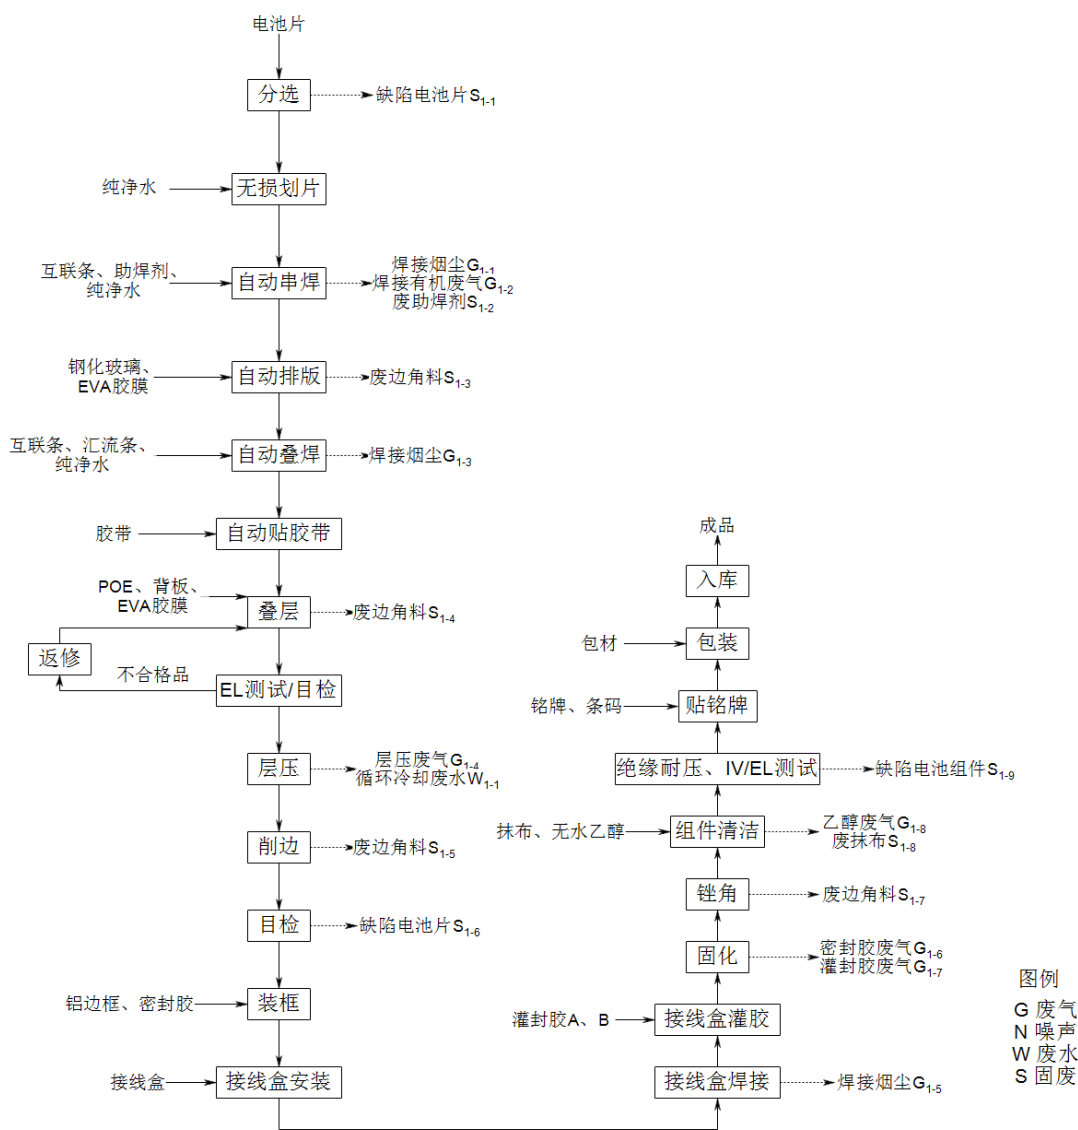 电池片
分选
缺陷电池片S1-1
纯净水
无损划片
互联条、助焊剂、
纯净水
自动串焊
焊接烟尘G1-1
焊接有机废气G1-2
废助焊剂S1-2
钢化玻璃、
EVA胶膜
自动排版
废边角料S1-3
互联条、汇流条、
纯净水
自动叠焊
焊接烟尘G1-3
胶带
自动贴胶带
POE、背板、
EVA胶膜
叠层
废边角料S1-4
返修
不合格品
EL测试/目检
层压
层压废气G1-4
循环冷却废水W1-1
削边
废边角料S1-5
目检
缺陷电池片S1-6
铝边框、密封胶
装框
接线盒
接线盒安装
成品
入库
包材
包装
铭牌、条码
贴铭牌
绝缘耐压、IV/EL测试
缺陷电池组件S1-9
抹布、无水乙醇
组件清洁
乙醇废气G1-8
废抹布S1-8
锉角
废边角料S1-7
固化
密封胶废气G1-6
灌封胶废气G1-7
灌封胶A、B
接线盒灌胶
接线盒焊接
焊接烟尘G1-5
图例
G 废气
N 噪声
W 废水
S 固废